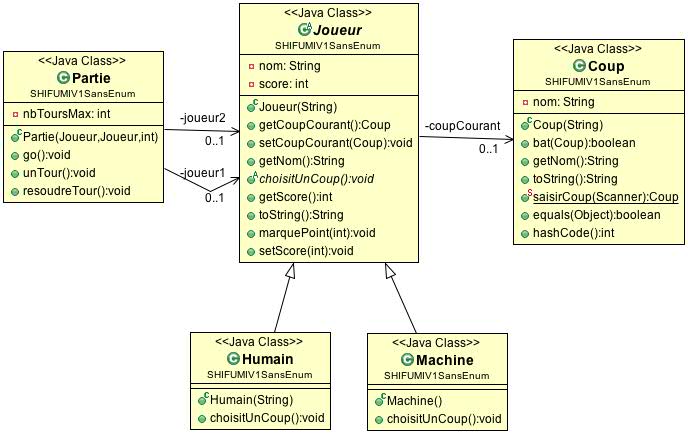 <<Java Class>>
Partie
SHIFUMIV1SansEnum
nbToursMax: int
Partie(Joueur,Joueur,int)
go():void
unTour():void
resoudreTour():void
-joueur2
0..1
-joueur1
0..1
<<Java Class>>
Joueur
SHIFUMIV1SansEnum
nom: String
score: int
Joueur(String)
getCoupCourant():Coup
setCoupCourant(Coup):void
getNom():String
choisitUnCoup():void
getScore():int
toString():String
marquePoint(int):void
setScore(int):void
-coupCourant
0..1
<<Java Class>>
Coup
SHIFUMIV1SansEnum
nom: String
Coup(String)
bat(Coup):boolean
getNom():String
toString():String
saisirCoup(Scanner):Coup
equals(Object):boolean
hashCode():int
<<Java Class>>
Humain
SHIFUMIV1SansEnum
Humain(String)
choisitUnCoup():void
<<Java Class>>
Machine
SHIFUMIV1SansEnum
Machine()
choisitUnCoup():void